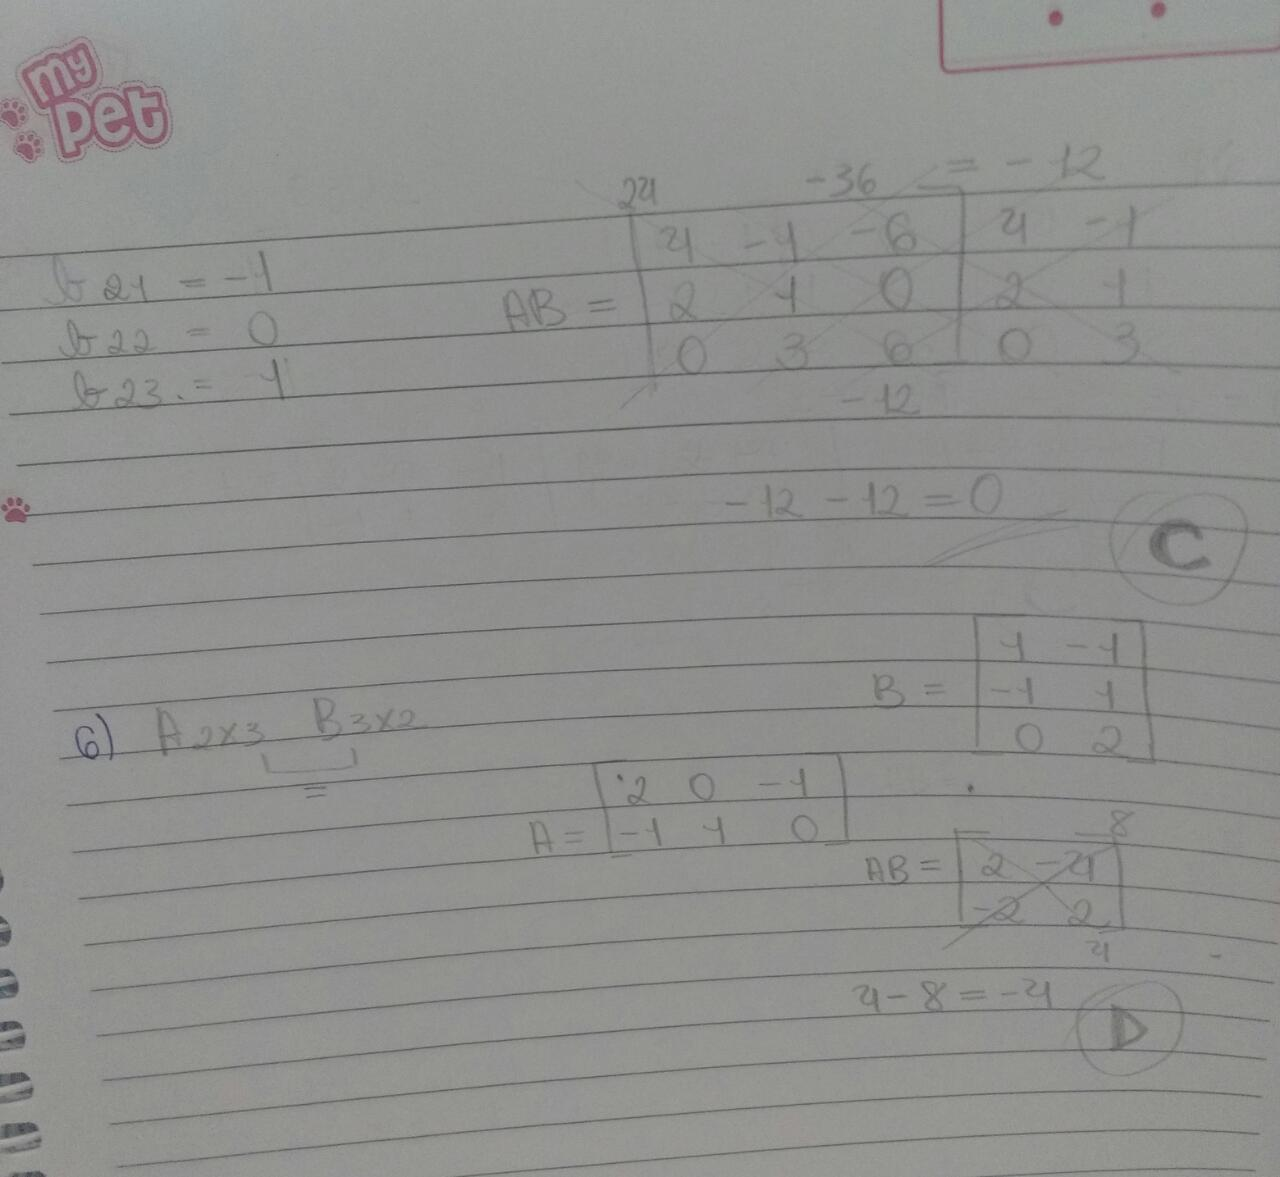 my
pet
24 -36 = -12
b21 = -1
b22 = 0
b23. = 1
AB =
4 -1 -6 4 -1
2 1 0 2 1
0 3 6 0 3
-12
-12 -12 = 0
C
6) A2x3 B3x2
=
B =
1 -1
-1 1
0 2
A =
2 0 -1
-1 1 0
-8
AB =
2 -4
-2 2
4
4-8=-4
D